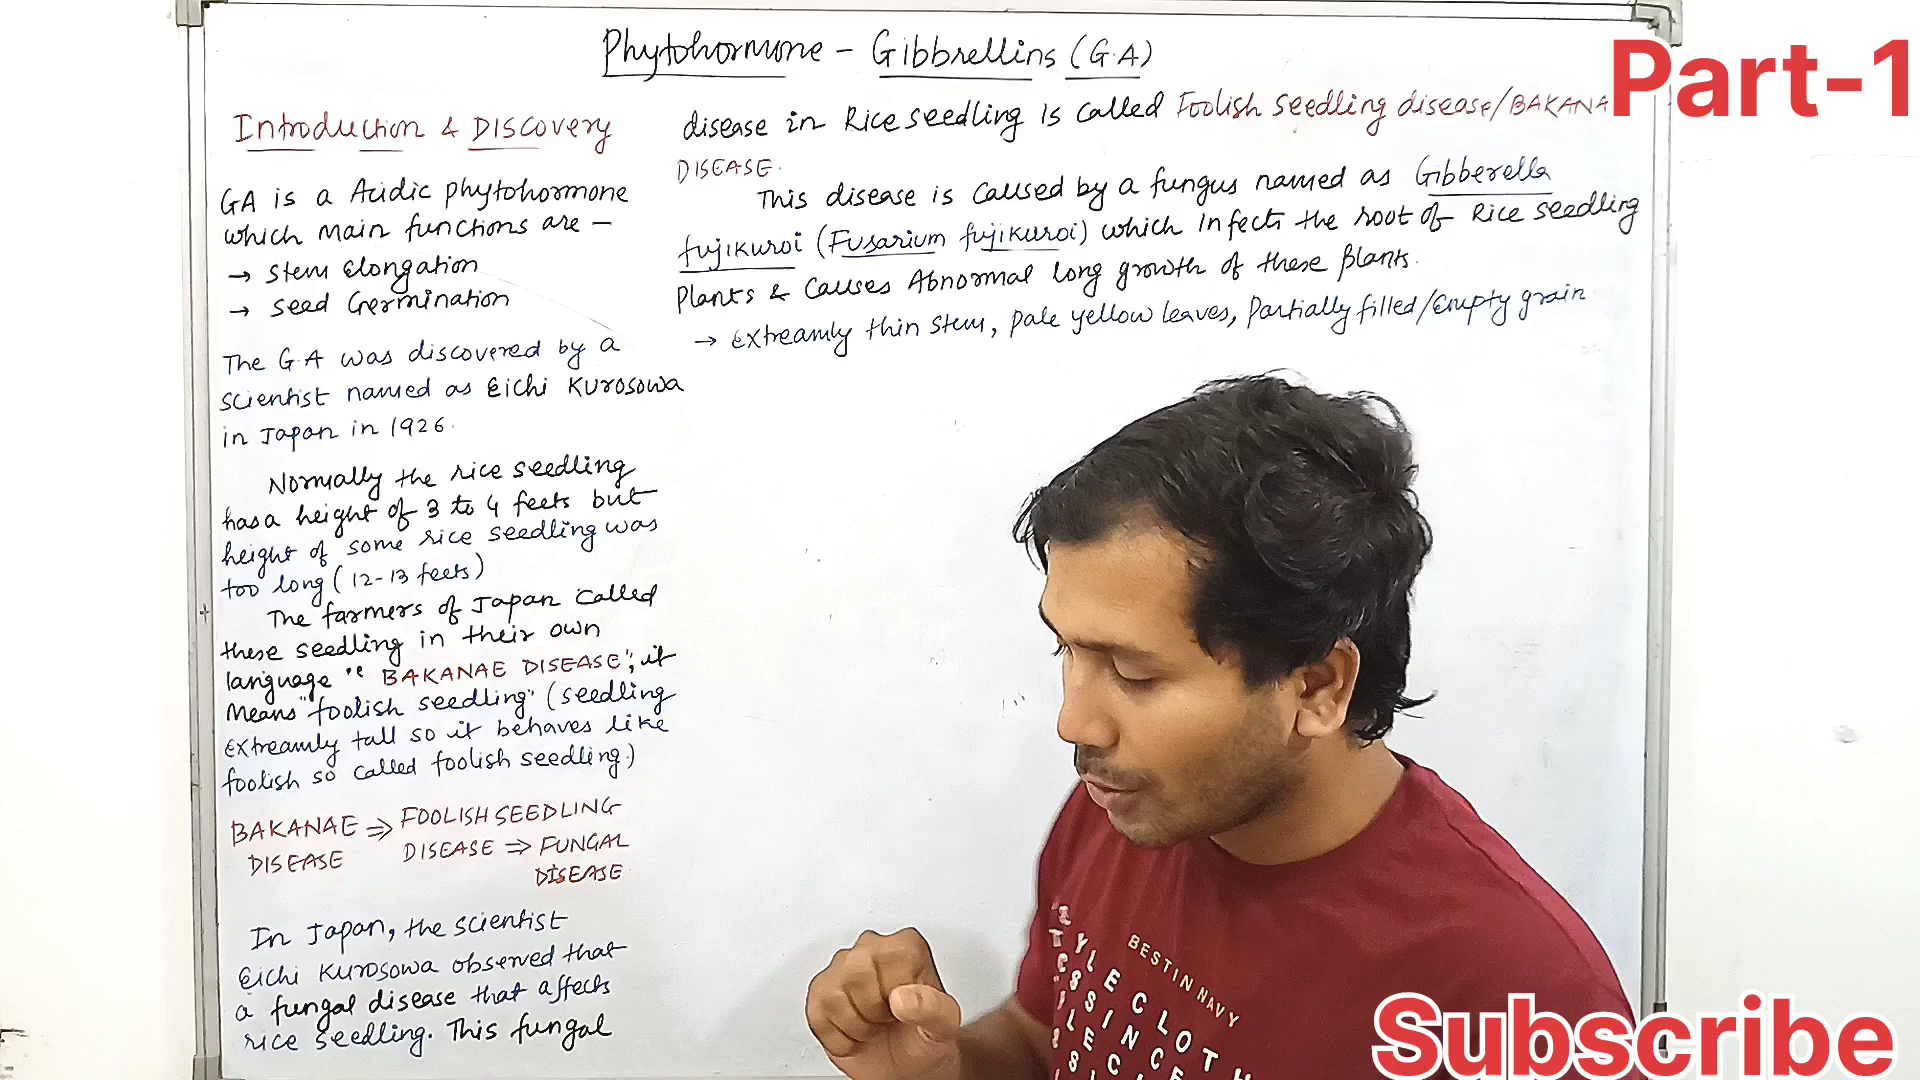 Phytohormone - Gibbrellins (G.A)
Part-1
Introduction & DISCOVERY
GA is a Acidic phytohormone
which main functions are -
→ Stem Elongation
→ Seed Germination
The G.A was discovered by a
scientist named as Eichi Kurosowa
in Japan in 1926.
Normally the rice seedling
has a height of 3 to 4 feets but
height of some rice seedling was
too long (12-13 feets)
The farmers of Japan called
these seedling in their own
language "BAKANAE DISEASE", it
Means "foolish seedling" (seedling
extreamly tall so it behaves like
foolish so called foolish seedling.)
BAKANAE ⇒ FOOLISH SEEDLING
DISEASE DISEASE ⇒ FUNGAL
DISEASE
In Japan, the scientist
Eichi Kurosowa observed that
a fungal disease that affects
rice seedling. This fungal
disease in Rice seedling is called Foolish seedling disease/BAKANA
DISEASE.
This disease is caused by a fungus named as Gibberella
fujikuroi (Fusarium fujikuroi) which infects the root of Rice seedling
Plants & Causes Abnormal long growth of these plants.
→ extreamly thin stem, pale yellow leaves, Partially filled/empty grain
BESTINNAVY
Subscribe